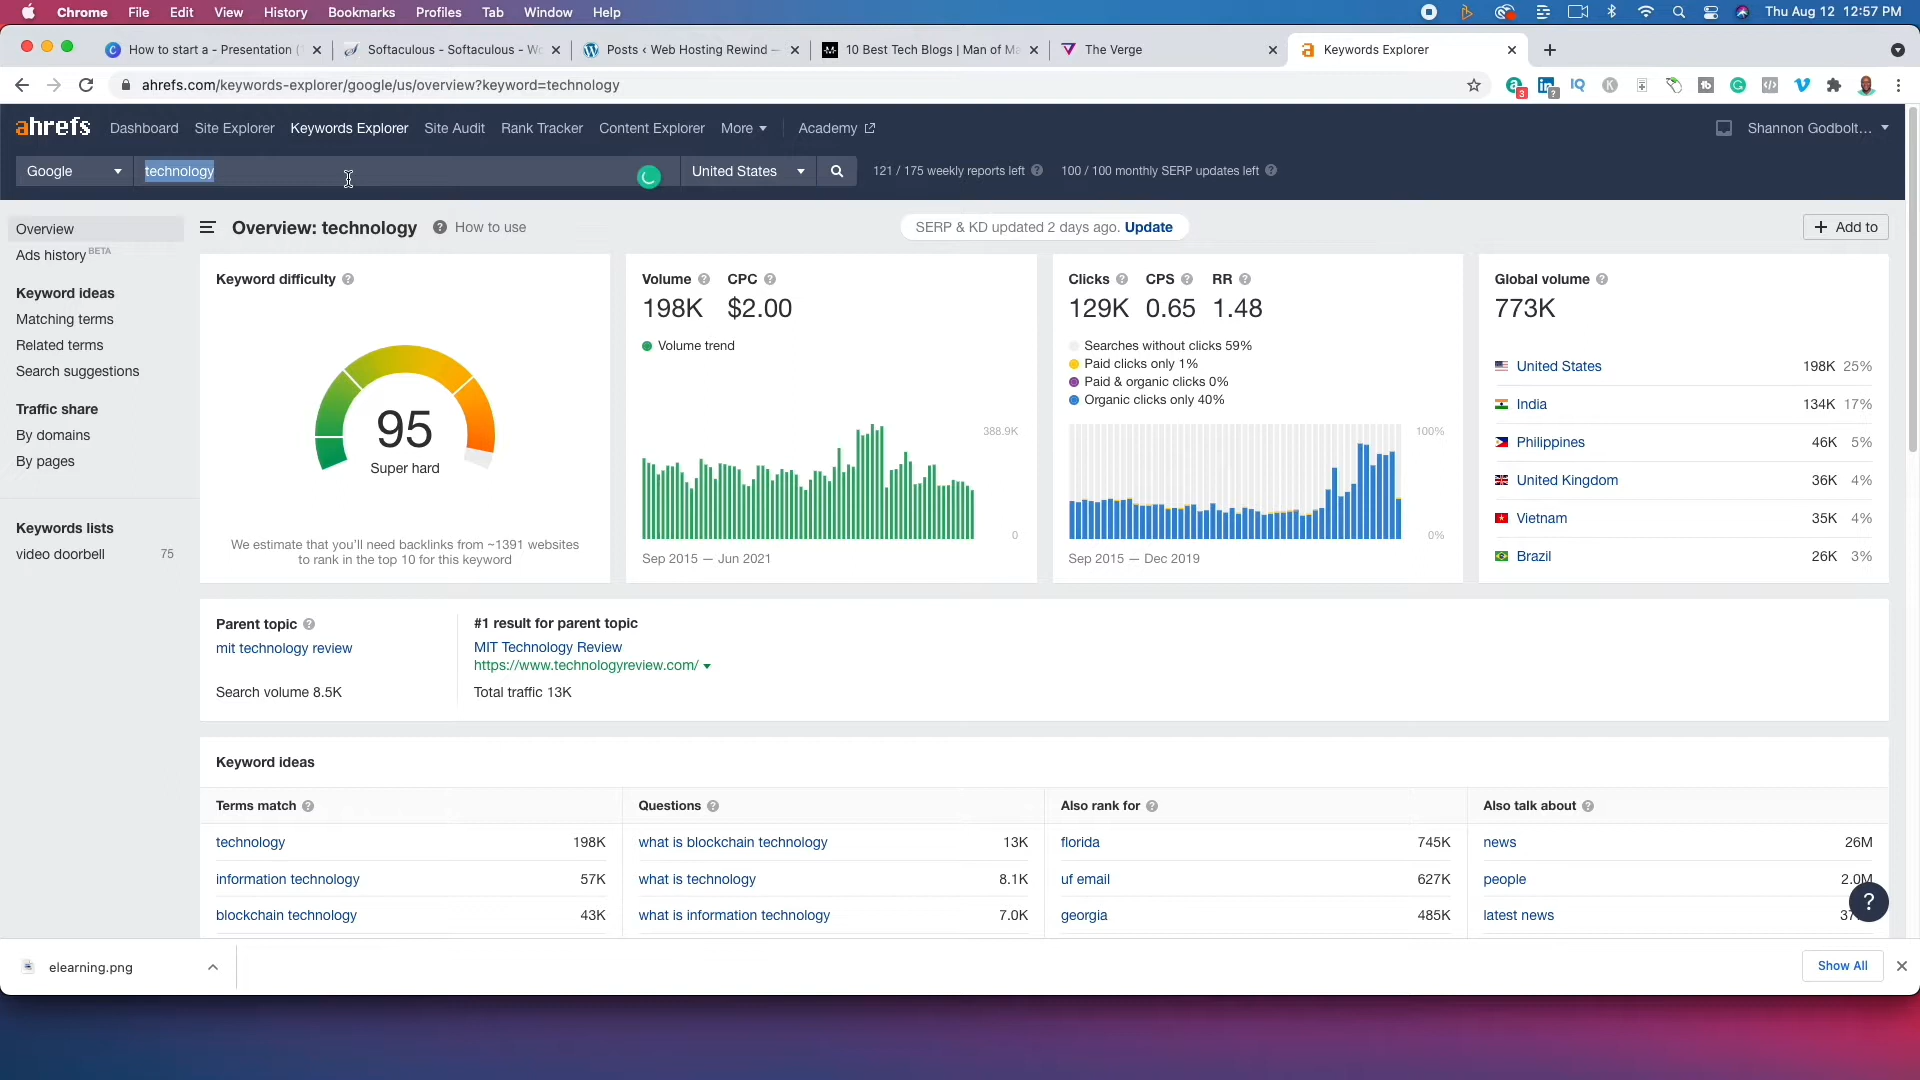 Chrome File Edit View History Bookmarks Profiles Tab Window Help Thu Aug 12 12:57 PM
How to start a - Presentation ( Softaculous - Softaculous - Wo Posts ‹ Web Hosting Rewind — 10 Best Tech Blogs | Man of Ma The Verge Keywords Explorer
ahrefs.com/keywords-explorer/google/us/overview?keyword=technology
ahrefs Dashboard Site Explorer Keywords Explorer Site Audit Rank Tracker Content Explorer More Academy Shannon Godbolt...
Google technology United States 121 / 175 weekly reports left 100 / 100 monthly SERP updates left
Overview
Ads history BETA
Keyword ideas
Matching terms
Related terms
Search suggestions
Traffic share
By domains
By pages
Keywords lists
video doorbell 75
Overview: technology ? How to use SERP & KD updated 2 days ago. Update + Add to
Keyword difficulty ?
95
Super hard
We estimate that you'll need backlinks from ~1391 websites
to rank in the top 10 for this keyword
Volume ? CPC ?
198K $2.00
Volume trend
388.9K
0
Sep 2015 — Jun 2021
Clicks ? CPS ? RR ?
129K 0.65 1.48
Searches without clicks 59%
Paid clicks only 1%
Paid & organic clicks 0%
Organic clicks only 40%
100%
0%
Sep 2015 — Dec 2019
Global volume ?
773K
United States 198K 25%
India 134K 17%
Philippines 46K 5%
United Kingdom 36K 4%
Vietnam 35K 4%
Brazil 26K 3%
Parent topic ?
mit technology review
Search volume 8.5K
#1 result for parent topic
MIT Technology Review
https://www.technologyreview.com/
Total traffic 13K
Keyword ideas
Terms match ? Questions ? Also rank for ? Also talk about ?
technology 198K what is blockchain technology 13K florida 745K news 26M
information technology 57K what is technology 8.1K uf email 627K people 2.0M
blockchain technology 43K what is information technology 7.0K georgia 485K latest news
?
elearning.png Show All